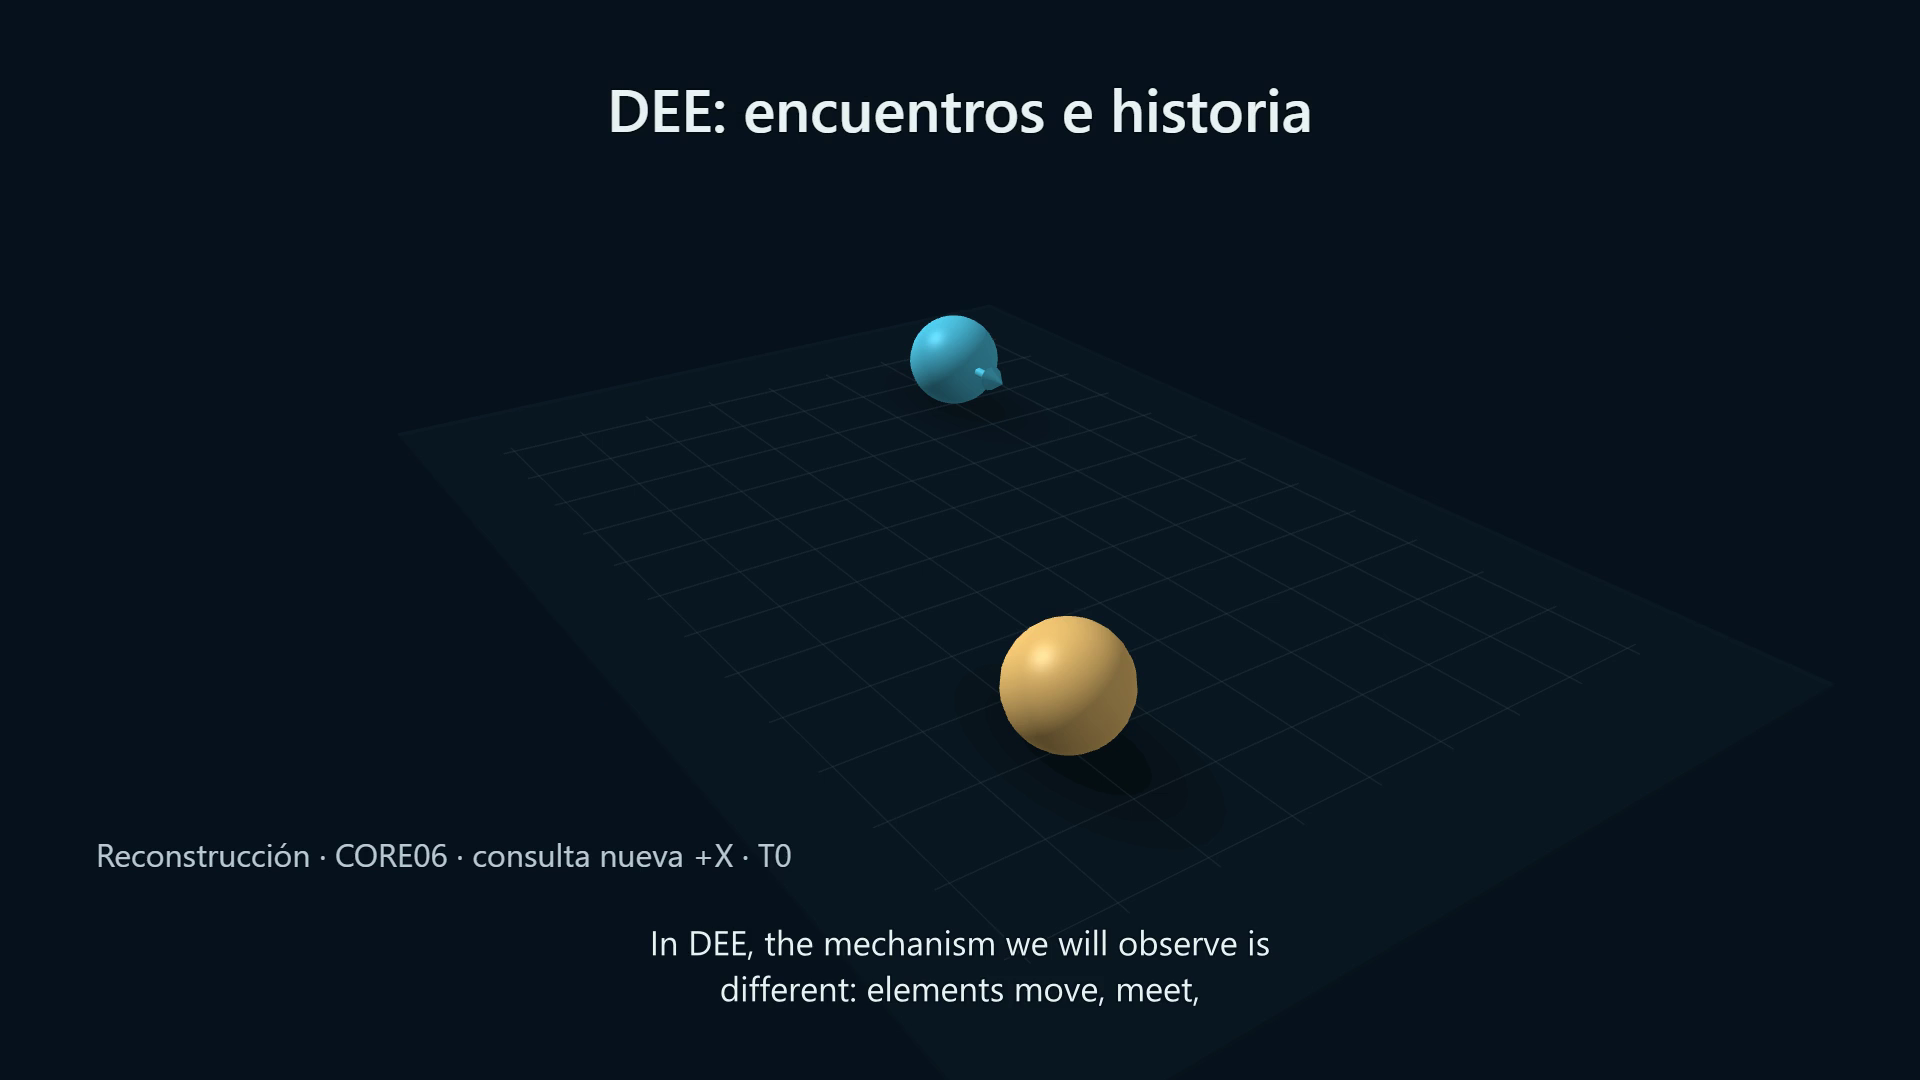 DEE: encuentros e historia
Reconstrucción · CORE06 · consulta nueva +X · T0
In DEE, the mechanism we will observe is
different: elements move, meet,